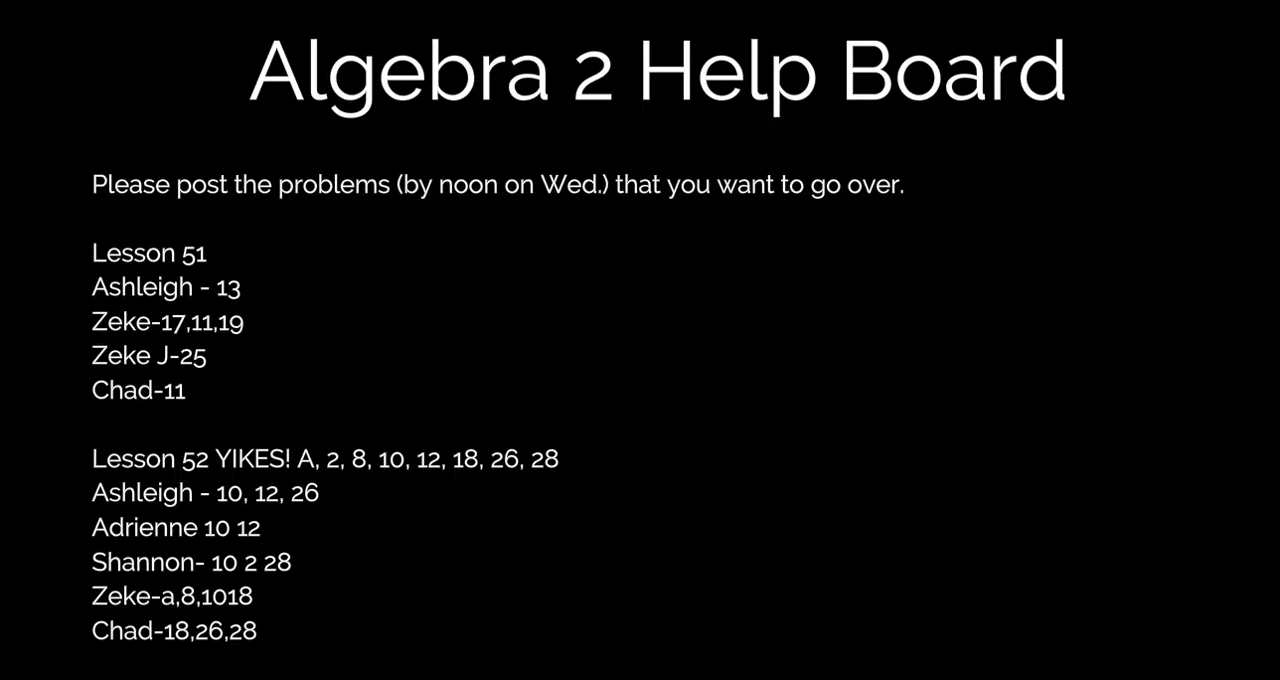 Algebra 2 Help Board
Please post the problems (by noon on Wed.) that you want to go over.
Lesson 51
Ashleigh - 13
Zeke-17,11,19
Zeke J-25
Chad-11
Lesson 52 YIKES! A, 2, 8, 10, 12, 18, 26, 28
Ashleigh - 10, 12, 26
Adrienne 10 12
Shannon- 10 2 28
Zeke-a,8,1018
Chad-18,26,28